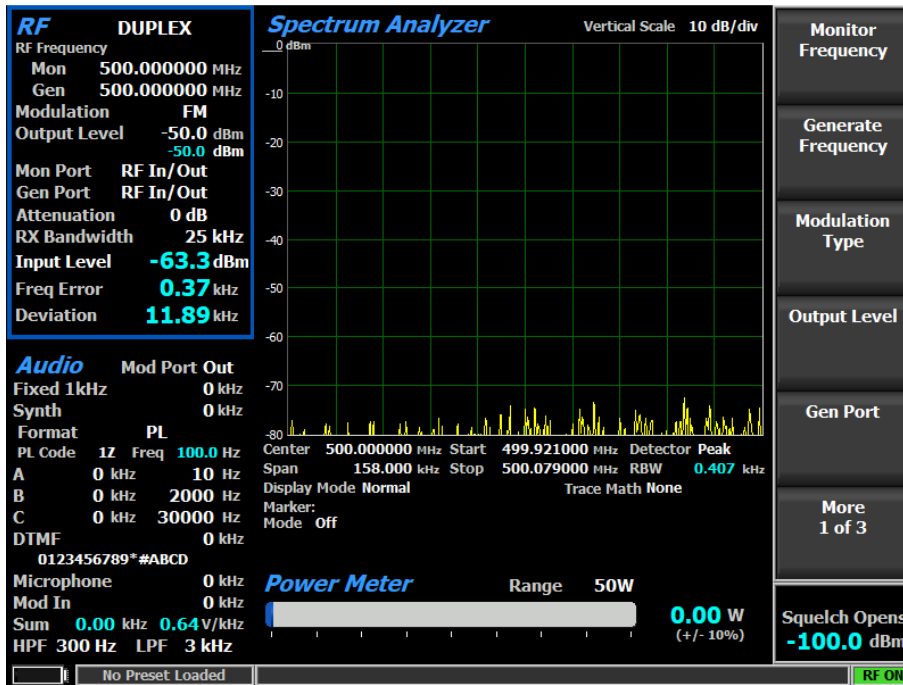 RF DUPLEX
RF Frequency
Mon 500.000000 MHz
Gen 500.000000 MHz
Modulation FM
Output Level -50.0 dBm
-50.0 dBm
Mon Port RF In/Out
Gen Port RF In/Out
Attenuation 0 dB
RX Bandwidth 25 kHz
Input Level -63.3 dBm
Freq Error 0.37 kHz
Deviation 11.89 kHz
Audio Mod Port Out
Fixed 1kHz 0 kHz
Synth 0 kHz
Format PL
PL Code 1Z Freq 100.0 Hz
A 0 kHz 10 Hz
B 0 kHz 2000 Hz
C 0 kHz 30000 Hz
DTMF 0 kHz
0123456789*#ABCD
Microphone 0 kHz
Mod In 0 kHz
Sum 0.00 kHz 0.64 V/kHz
HPF 300 Hz LPF 3 kHz
Spectrum Analyzer Vertical Scale 10 dB/div
0 dBm
-10
-20
-30
-40
-50
-60
-70
-80
Center 500.000000 MHz Start 499.921000 MHz Detector Peak
Span 158.000 kHz Stop 500.079000 MHz RBW 0.407 kHz
Display Mode Normal Trace Math None
Marker:
Mode Off
Power Meter Range 50W
0.00 W
(+/- 10%)
Monitor
Frequency
Generate
Frequency
Modulation
Type
Output Level
Gen Port
More
1 of 3
Squelch Opens
-100.0 dBm
No Preset Loaded
RF ON